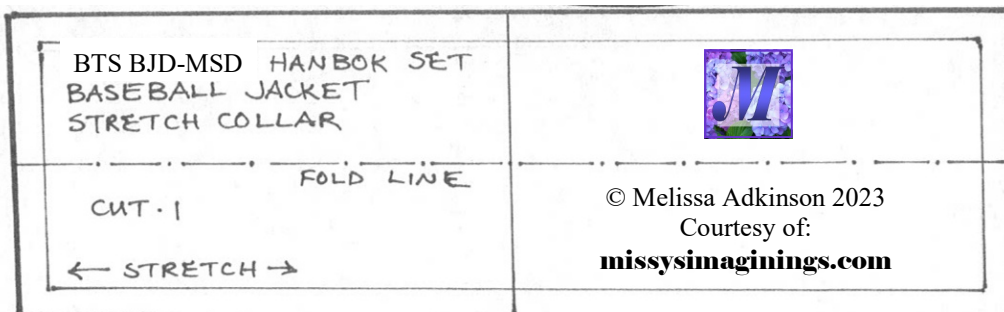 BTS BJD-MSD HANBOK SET
BASEBALL JACKET
STRETCH COLLAR
FOLD LINE
CUT · 1
← STRETCH →
M
© Melissa Adkinson 2023
Courtesy of:
missysimaginings.com